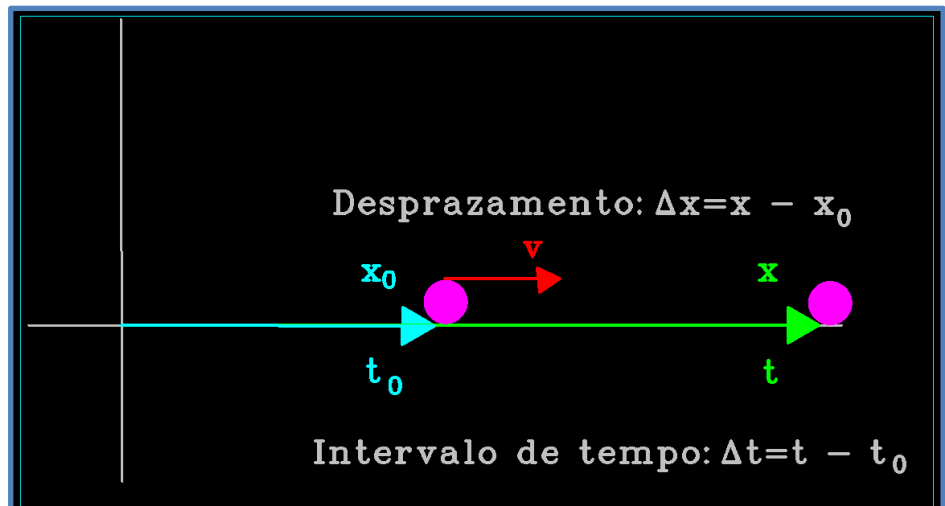 Desprazamento: Δx=x - x₀
v
x₀ x
t₀ t
Intervalo de tempo: Δt=t - t₀